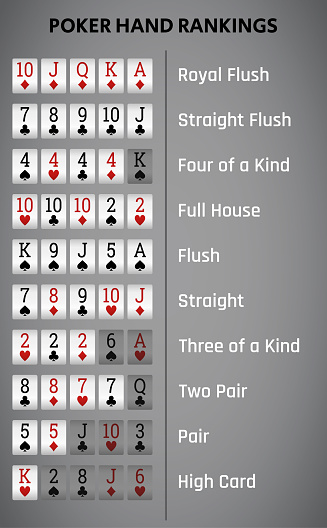 POKER HAND RANKINGS
10 J Q K A Royal Flush
7 8 9 10 J Straight Flush
4 4 4 4 K Four of a Kind
10 10 10 2 2 Full House
K 9 J 5 A Flush
7 8 9 10 J Straight
2 2 2 6 A Three of a Kind
8 8 7 7 Q Two Pair
5 5 J 10 3 Pair
K 2 8 J 6 High Card